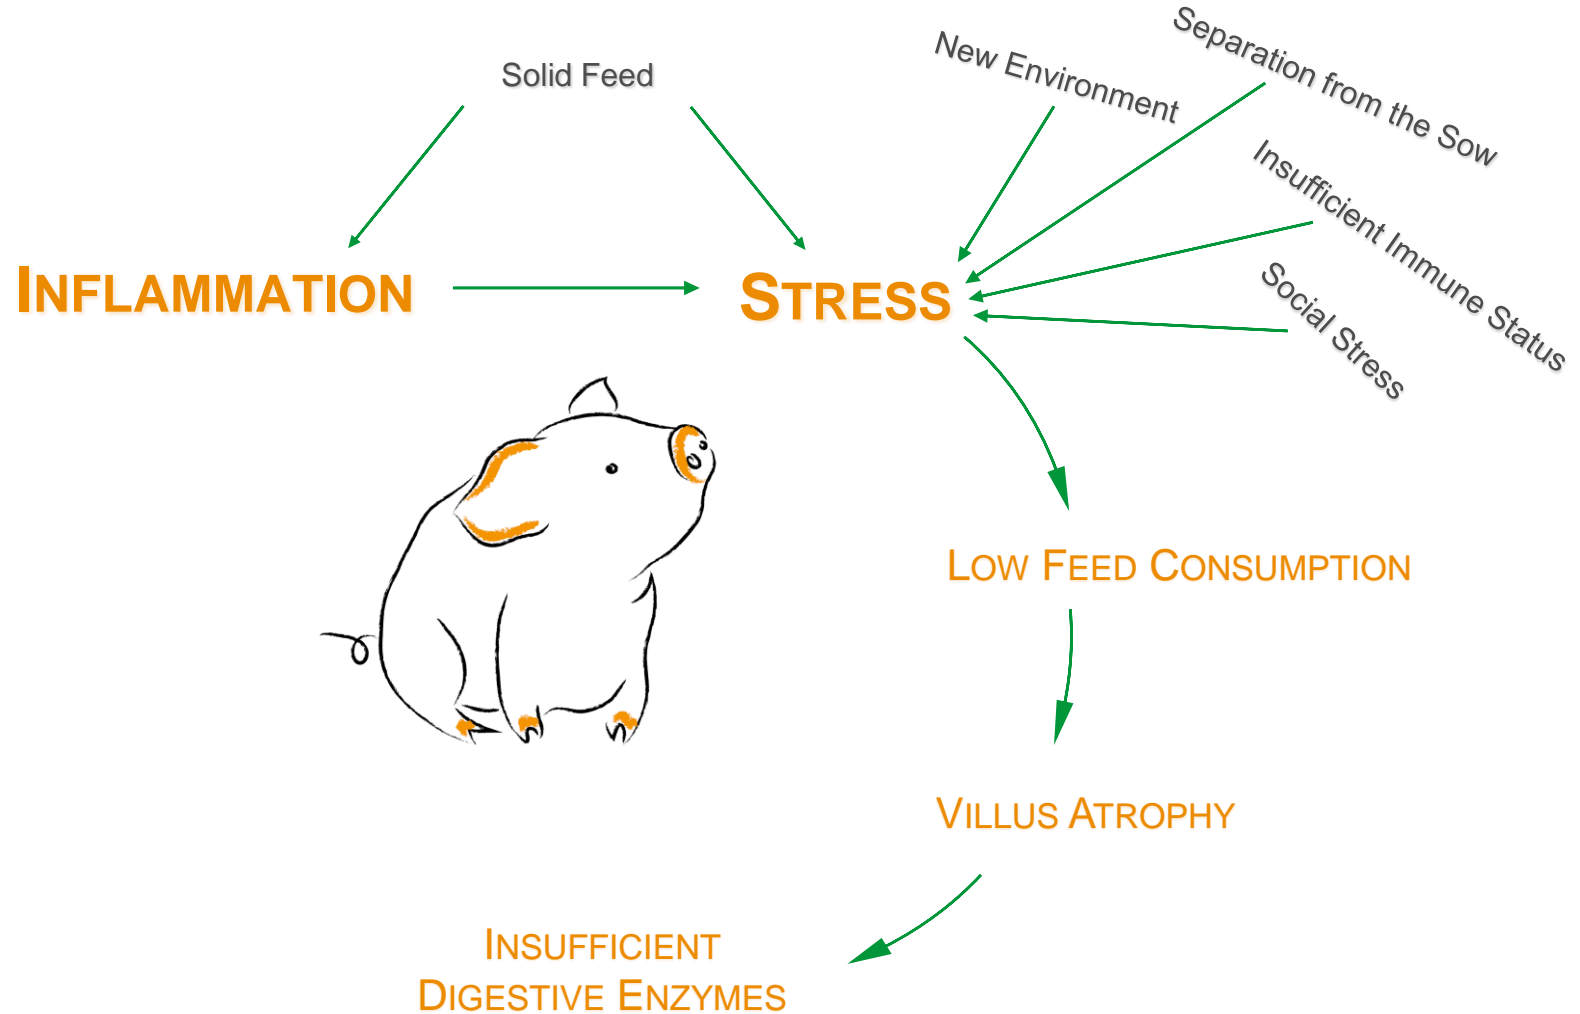 Solid Feed
New Environment
Separation from the Sow
Insufficient Immune Status
Social Stress
INFLAMMATION
STRESS
LOW FEED CONSUMPTION
VILLUS ATROPHY
INSUFFICIENT
DIGESTIVE ENZYMES